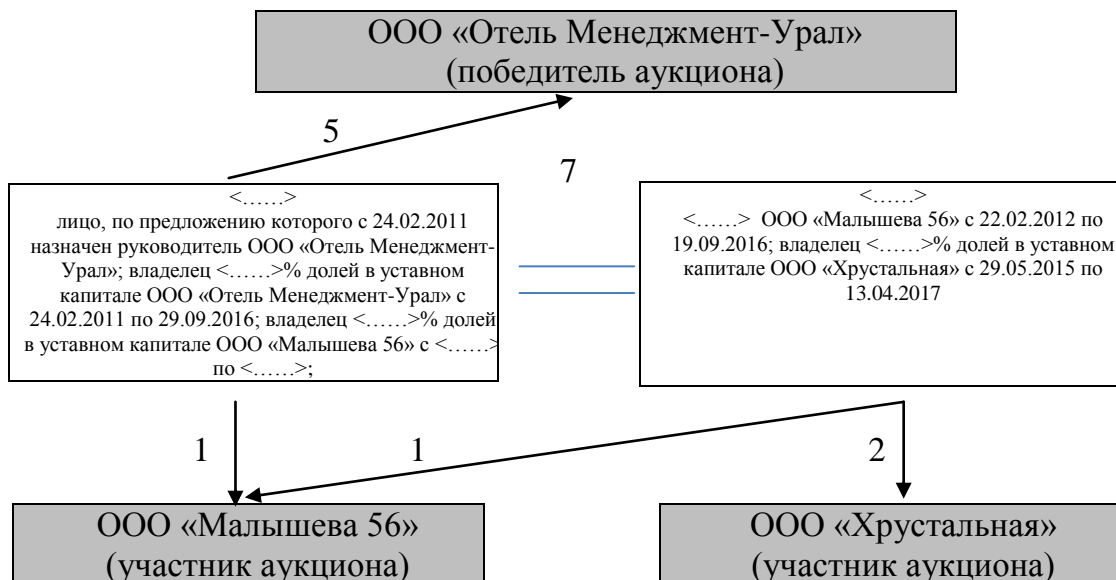 ООО «Отель Менеджмент-Урал»
(победитель аукциона)
5
7
<……>
лицо, по предложению которого с 24.02.2011
назначен руководитель ООО «Отель Менеджмент-
Урал»; владелец <……>% долей в уставном
капитале ООО «Отель Менеджмент-Урал» с
24.02.2011 по 29.09.2016; владелец <……>% долей
в уставном капитале ООО «Малышева 56» с <……>
по <……>;
<……>
<……> ООО «Малышева 56» с 22.02.2012 по
19.09.2016; владелец <……>% долей в уставном
капитале ООО «Хрустальная» с 29.05.2015 по
13.04.2017
1
1
2
ООО «Малышева 56»
(участник аукциона)
ООО «Хрустальная»
(участник аукциона)